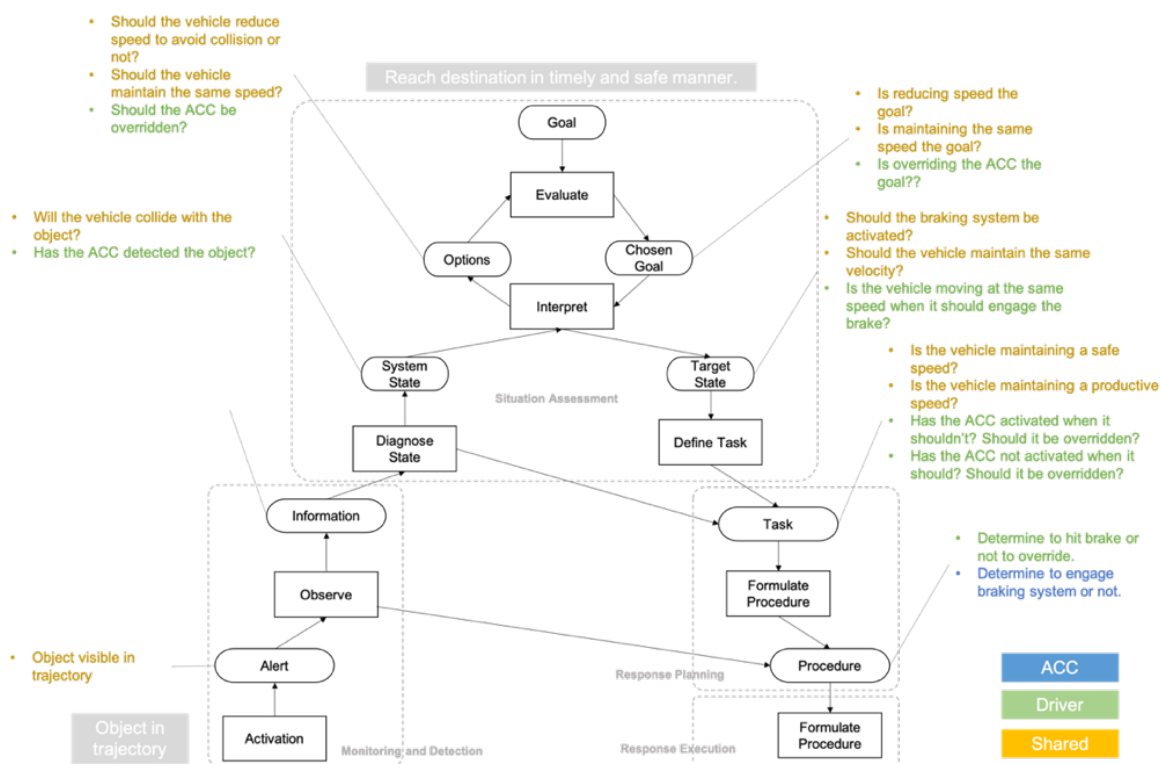 • Should the vehicle reduce
speed to avoid collision or
not?
• Should the vehicle
maintain the same speed?
• Should the ACC be
overridden?
Reach destination in timely and safe manner.
• Is reducing speed the
goal?
• Is maintaining the same
speed the goal?
• Is overriding the ACC the
goal??
Goal
Evaluate
• Will the vehicle collide with the
object?
• Has the ACC detected the object?
Options
Chosen
Goal
• Should the braking system be
activated?
• Should the vehicle maintain the same
velocity?
• Is the vehicle moving at the same
speed when it should engage the
brake?
Interpret
System
State
Target
State
Situation Assessment
• Is the vehicle maintaining a safe
speed?
• Is the vehicle maintaining a productive
speed?
• Has the ACC activated when it
shouldn't? Should it be overridden?
• Has the ACC not activated when it
should? Should it be overridden?
Diagnose
State
Define Task
Information
Task
• Determine to hit brake or
not to override.
• Determine to engage
braking system or not.
Observe
Formulate
Procedure
• Object visible in
trajectory
Alert
Procedure
Response Planning
ACC
Driver
Shared
Object in
trajectory
Activation
Monitoring and Detection
Formulate
Procedure
Response Execution